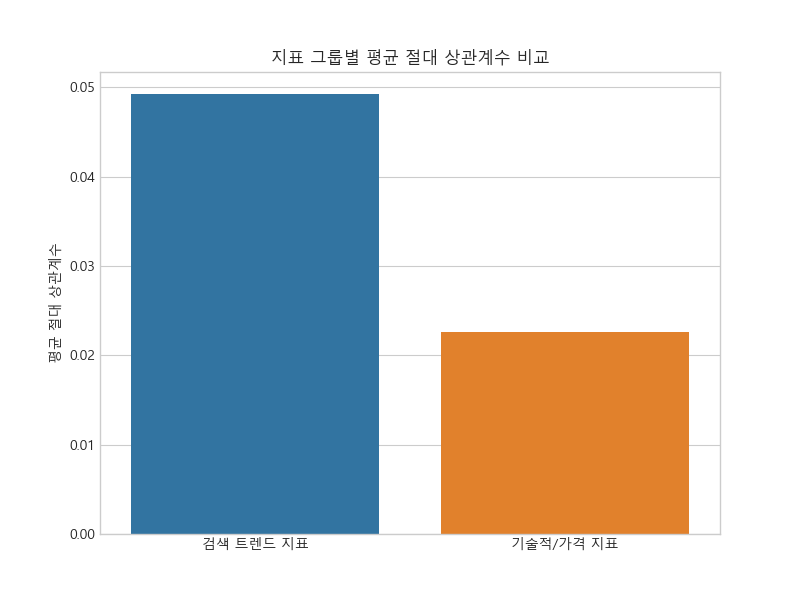 지표 그룹별 평균 절대 상관계수 비교
평균 절대 상관계수
0.05
0.04
0.03
0.02
0.01
0.00
검색 트렌드 지표
기술적/가격 지표